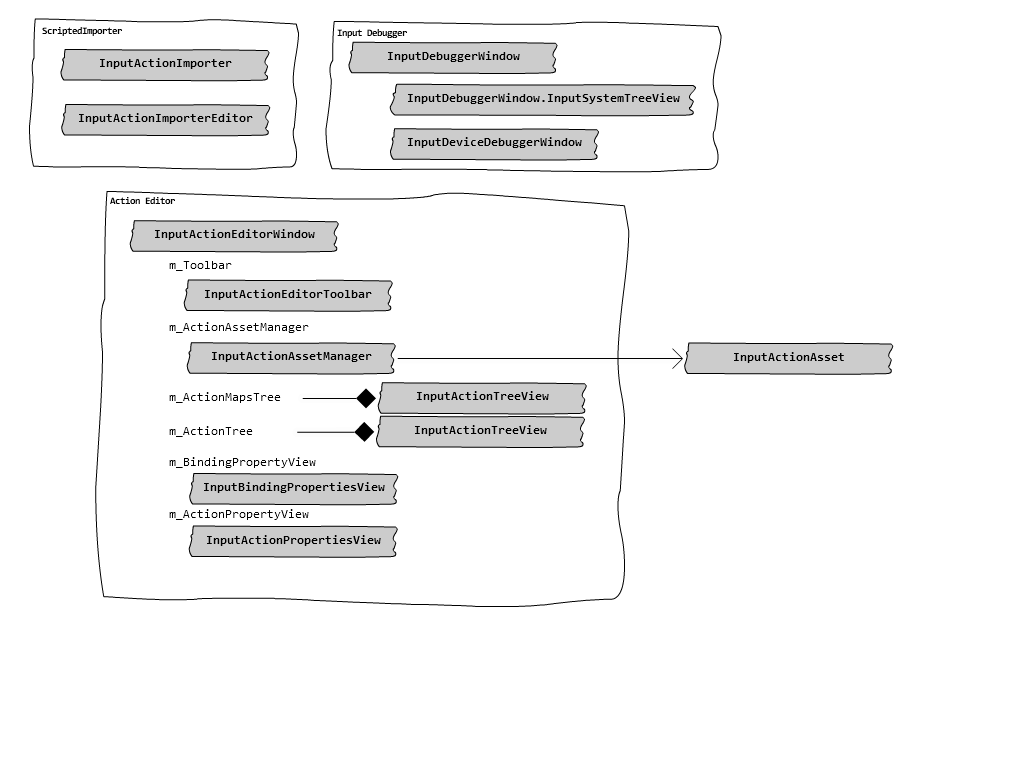 ScriptedImporter
InputActionImporter
InputActionImporterEditor
Input Debugger
InputDebuggerWindow
InputDebuggerWindow.InputSystemTreeView
InputDeviceDebuggerWindow
Action Editor
InputActionEditorWindow
m_Toolbar
InputActionEditorToolbar
m_ActionAssetManager
InputActionAssetManager
InputActionAsset
m_ActionMapsTree
InputActionTreeView
m_ActionTree
InputActionTreeView
m_BindingPropertyView
InputBindingPropertiesView
m_ActionPropertyView
InputActionPropertiesView